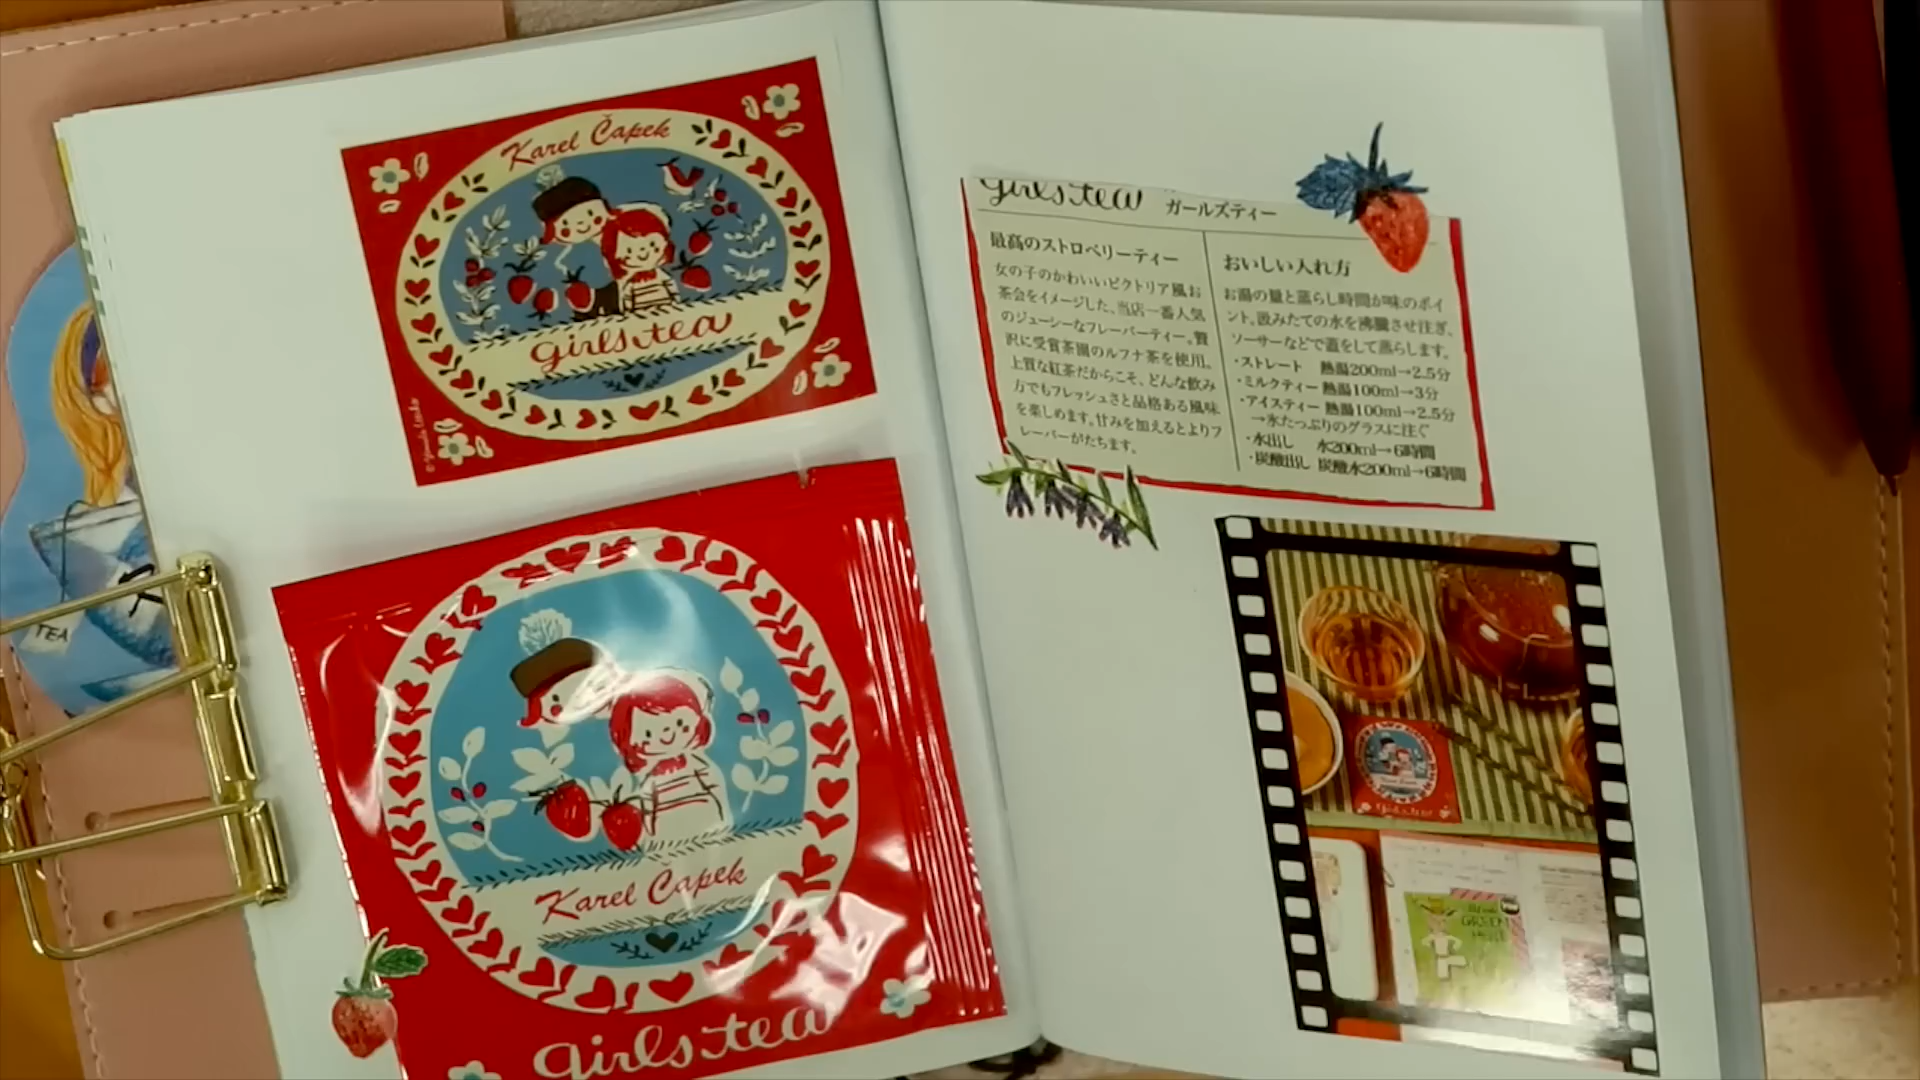 Karel Čapek
girls tea
TEA
Karel Čapek
girls tea
girls tea ガールズティー
最高のストロベリーティー
女の子のかわいいビクトリア風お
茶会をイメージした、当店一番人気
のジューシーなフレーバーティー。贅
沢に受賞茶園のルフナ茶を使用。
上質な紅茶だからこそ、どんな飲み
方でもフレッシュさと品格ある風味
を楽しめます。甘みを加えるとよりフ
レーバーがたちます。
おいしい入れ方
お湯の量と蒸らし時間が味のポイ
ント。汲みたての水を沸騰させ注ぎ、
ソーサーなどで蓋をして蒸らします。
・ストレート 熱湯200ml→2.5分
・ミルクティー 熱湯100ml→3分
・アイスティー 熱湯100ml→2.5分
→氷たっぷりのグラスに注ぐ
・水出し 水200ml→6時間
・炭酸出し 炭酸水200ml→6時間
girls tea
GREEN